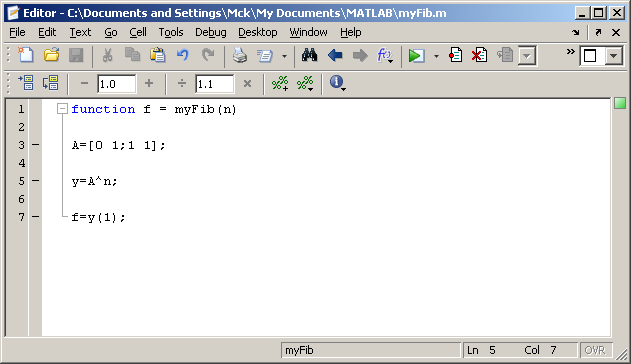 Editor - C:\Documents and Settings\Mck\My Documents\MATLAB\myFib.m
File Edit Text Go Cell Tools Debug Desktop Window Help
1.0 1.1
1 function f = myFib(n)
2
3 A=[0 1;1 1];
4
5 y=A^n;
6
7 f=y(1);
myFib Ln 5 Col 7 OVR